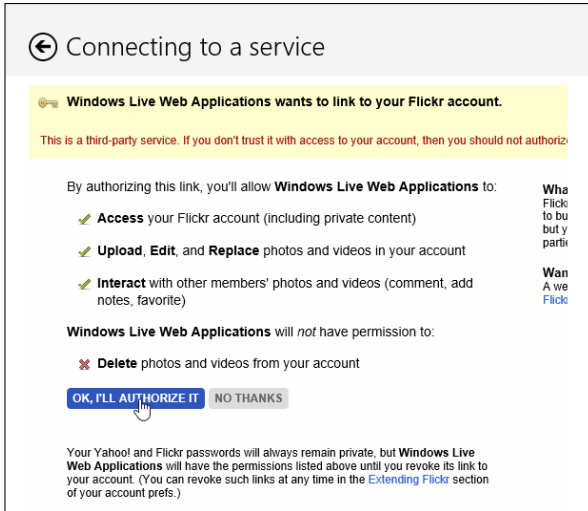 Connecting to a service
Windows Live Web Applications wants to link to your Flickr account.
This is a third-party service. If you don't trust it with access to your account, then you should not
By authorizing this link, you'll allow Windows Live Web Applications to:
Access your Flickr account (including private content)
Upload, Edit, and Replace photos and videos in your account
Interact with other members' photos and videos (comment, add
notes, favorite)
Windows Live Web Applications will not have permission to:
Delete photos and videos from your account
OK, I'LL AUTHORIZE IT NO THANKS
Your Yahoo! and Flickr passwords will always remain private, but Windows Live
Web Applications will have the permissions listed above until you revoke its link to
your account. (You can revoke such links at any time in the Extending Flickr section
of your account prefs.)
to bu
but y
A we